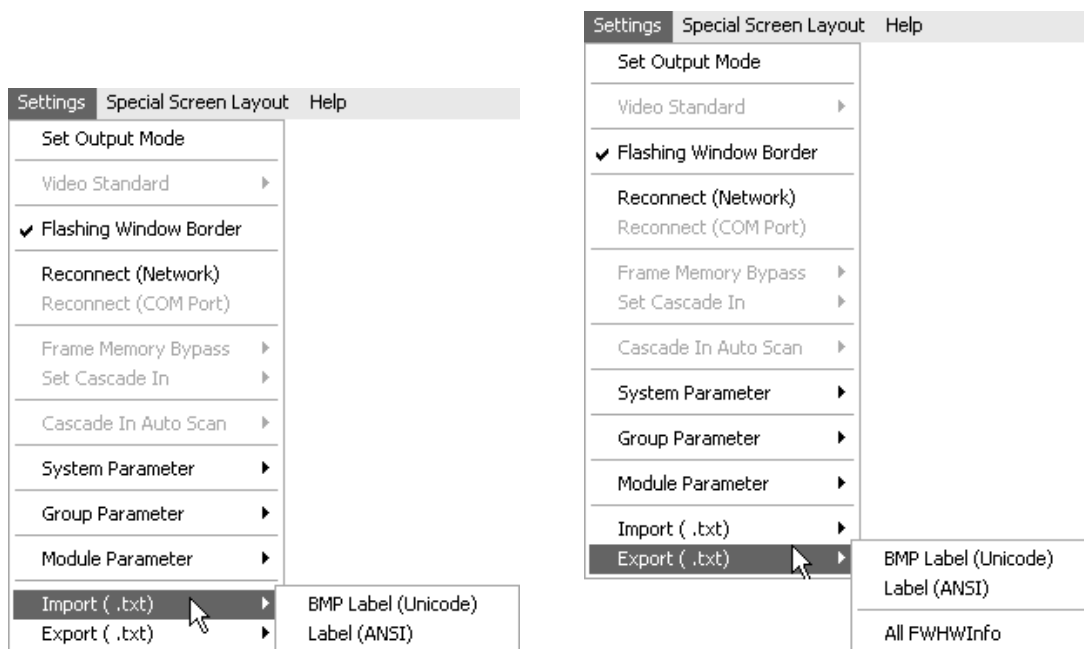 Settings Special Screen Layout Help
Set Output Mode
Video Standard
Flashing Window Border
Reconnect (Network)
Reconnect (COM Port)
Frame Memory Bypass
Set Cascade In
Cascade In Auto Scan
System Parameter
Group Parameter
Module Parameter
Import ( .txt)
Export ( .txt)
BMP Label (Unicode)
Label (ANSI)
Settings Special Screen Layout Help
Set Output Mode
Video Standard
Flashing Window Border
Reconnect (Network)
Reconnect (COM Port)
Frame Memory Bypass
Set Cascade In
Cascade In Auto Scan
System Parameter
Group Parameter
Module Parameter
Import ( .txt)
Export ( .txt)
BMP Label (Unicode)
Label (ANSI)
All FWHWInfo